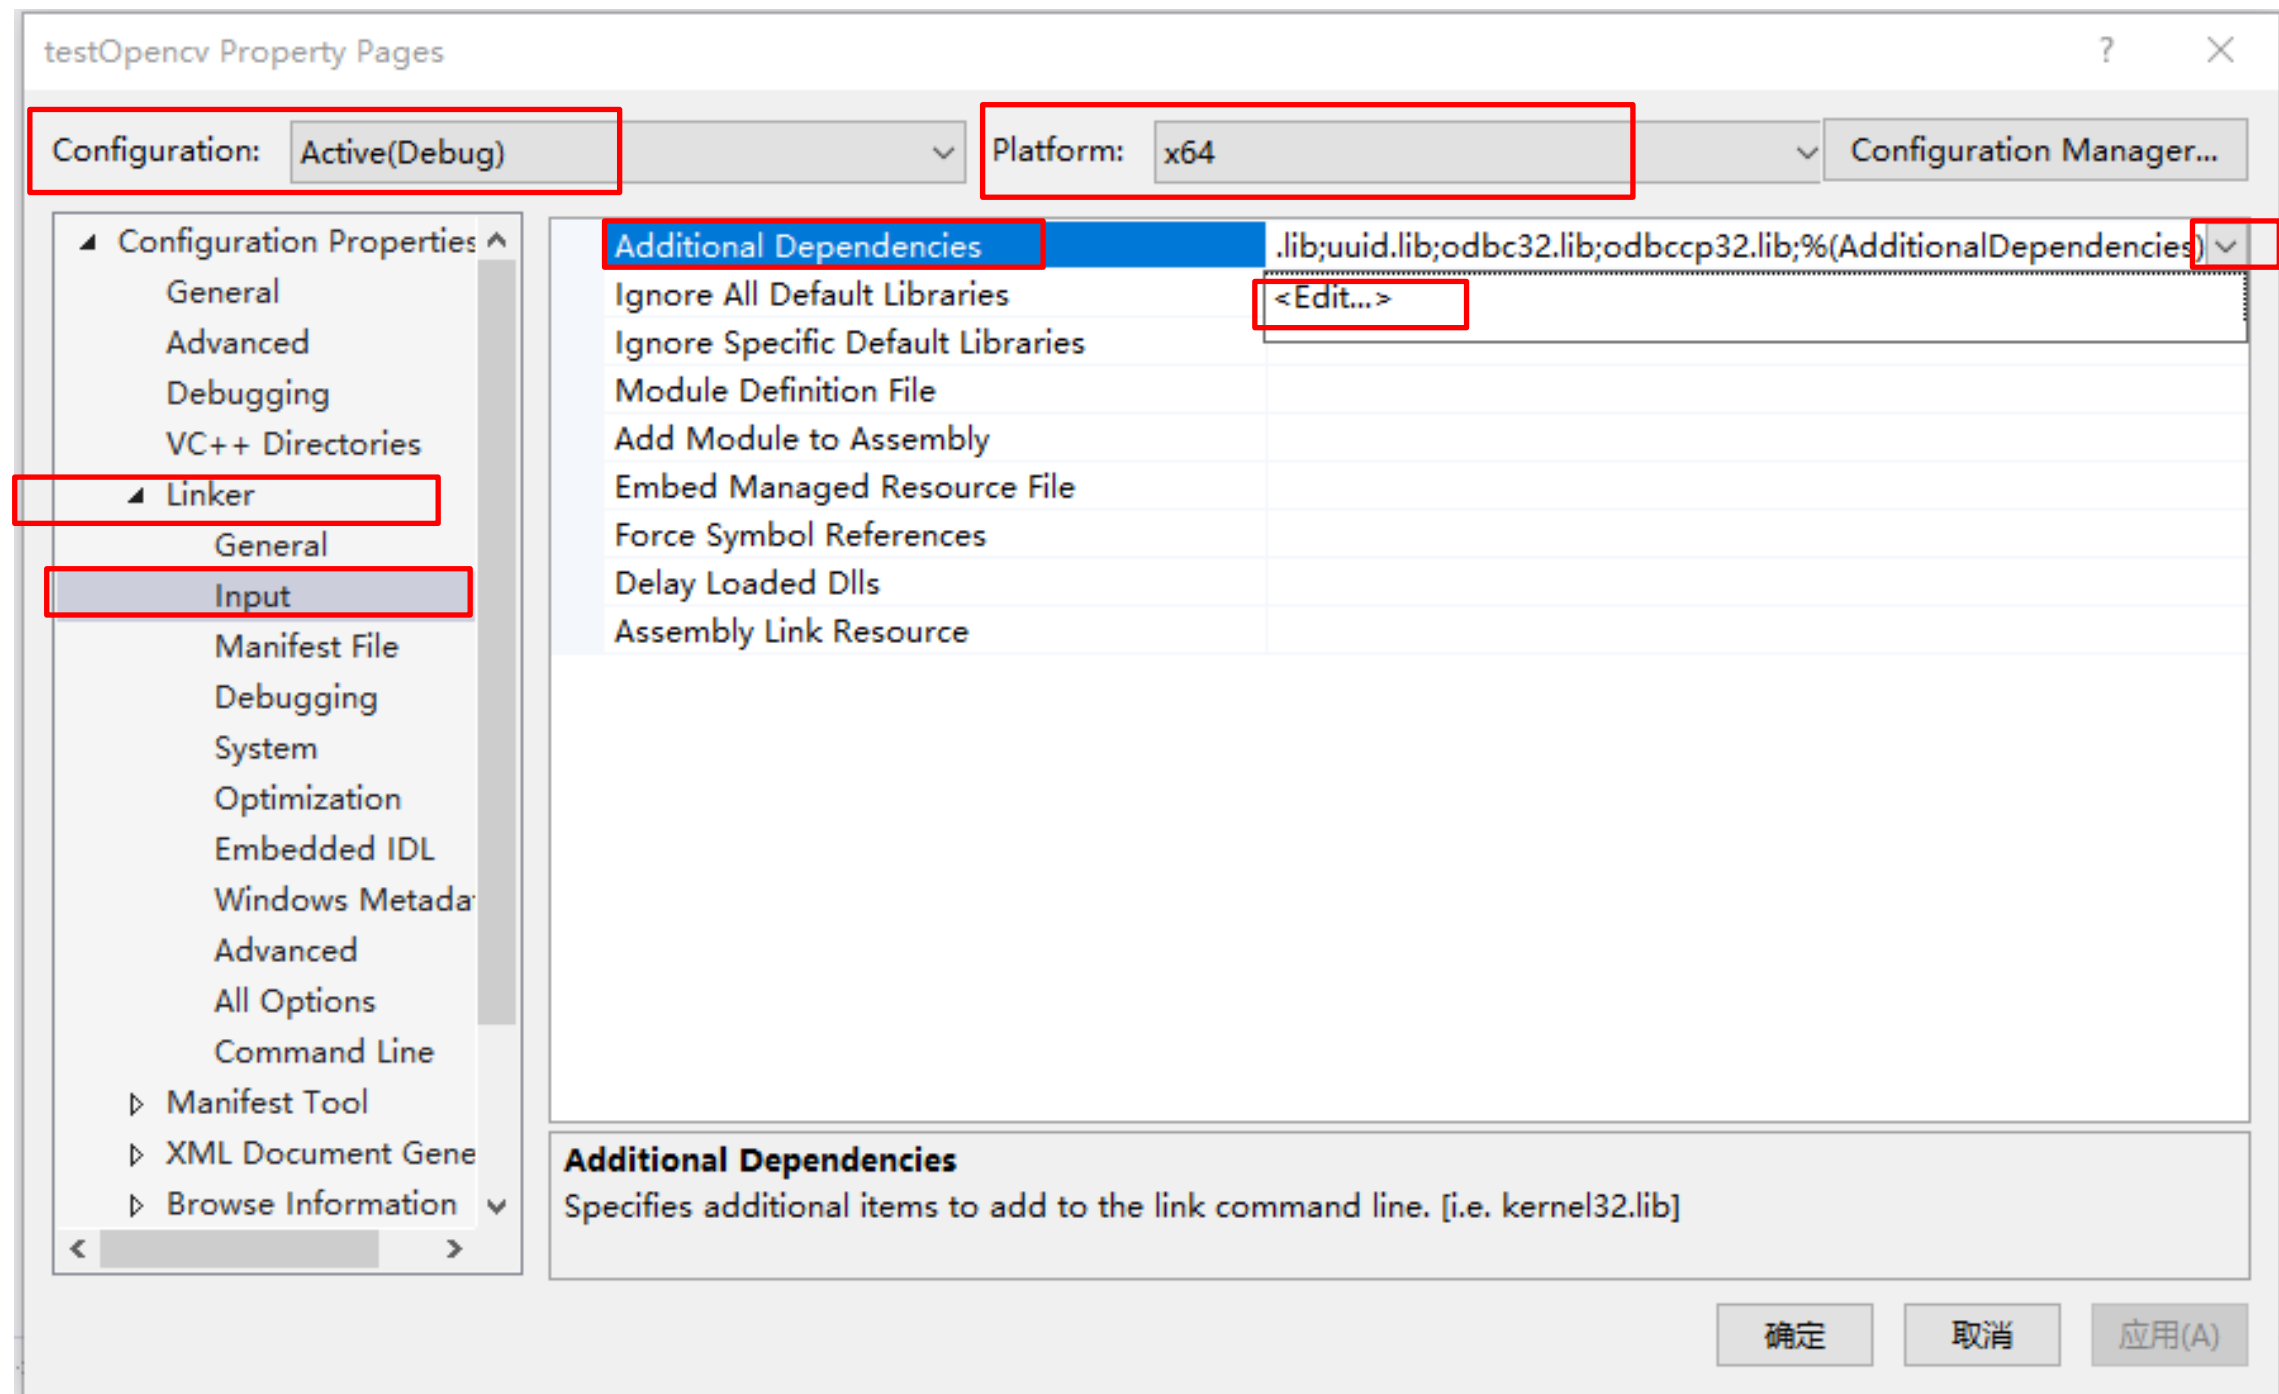 testOpencv Property Pages
Configuration: Active(Debug) Platform: x64 Configuration Manager...
Configuration Properties
General
Advanced
Debugging
VC++ Directories
Linker
General
Input
Manifest File
Debugging
System
Optimization
Embedded IDL
Windows Metada
Advanced
All Options
Command Line
Manifest Tool
XML Document Gene
Browse Information
Additional Dependencies .lib;uuid.lib;odbc32.lib;odbccp32.lib;%(AdditionalDependencies)
<Edit...>
Ignore All Default Libraries
Ignore Specific Default Libraries
Module Definition File
Add Module to Assembly
Embed Managed Resource File
Force Symbol References
Delay Loaded Dlls
Assembly Link Resource
Additional Dependencies
Specifies additional items to add to the link command line. [i.e. kernel32.lib]
确定 取消 应用(A)